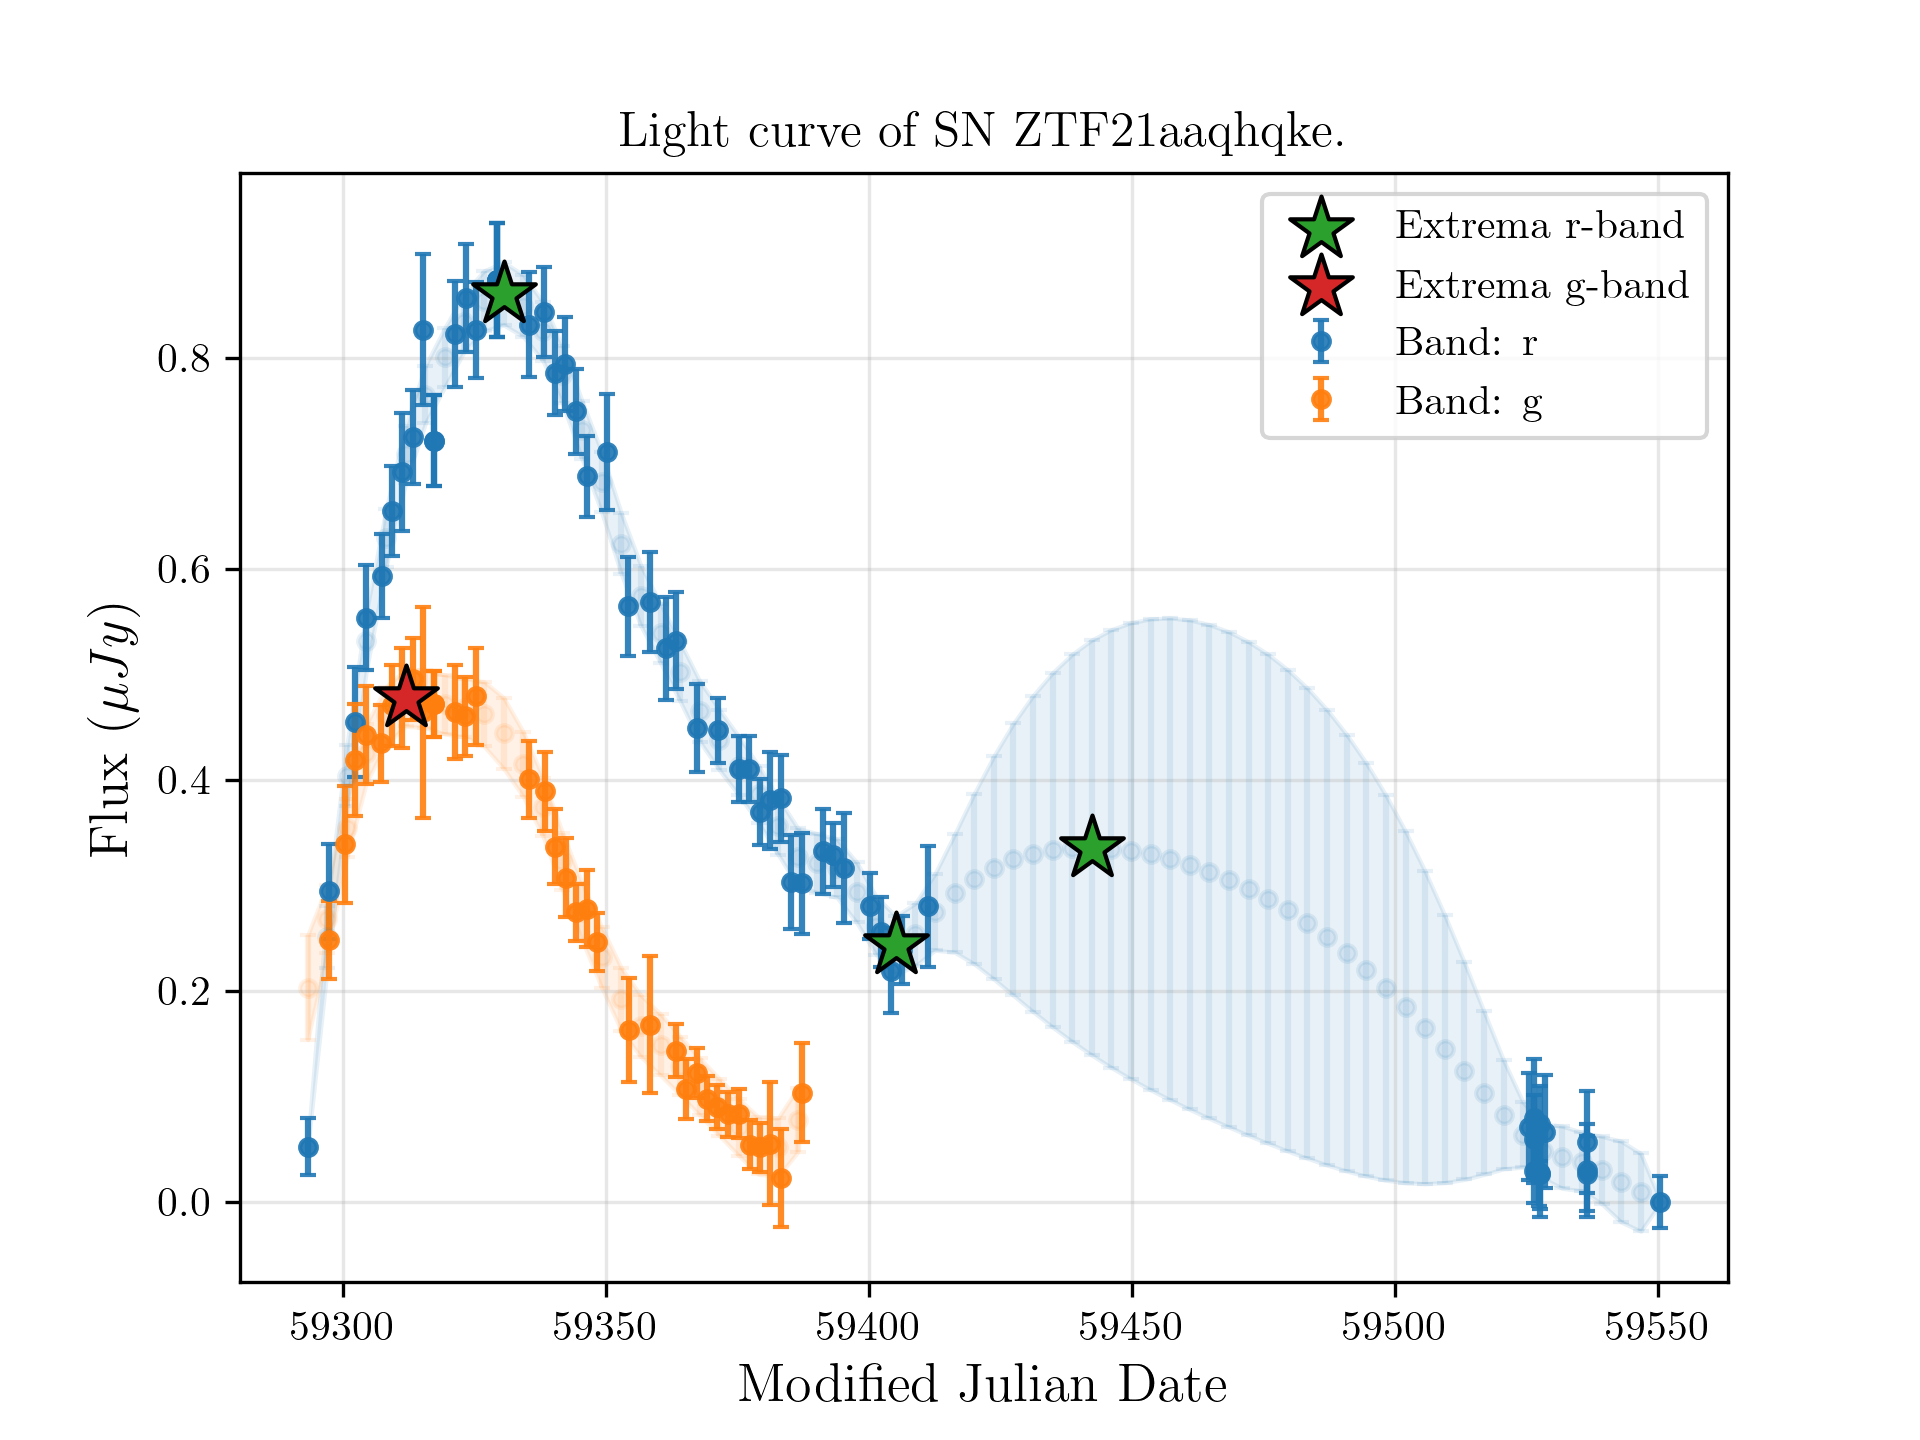 Light curve of SN ZTF21aaqhqke.
Extrema r-band
Extrema g-band
Band: r
Band: g
Flux (μJy)
0.8
0.6
0.4
0.2
0.0
59300 59350 59400 59450 59500 59550
Modified Julian Date